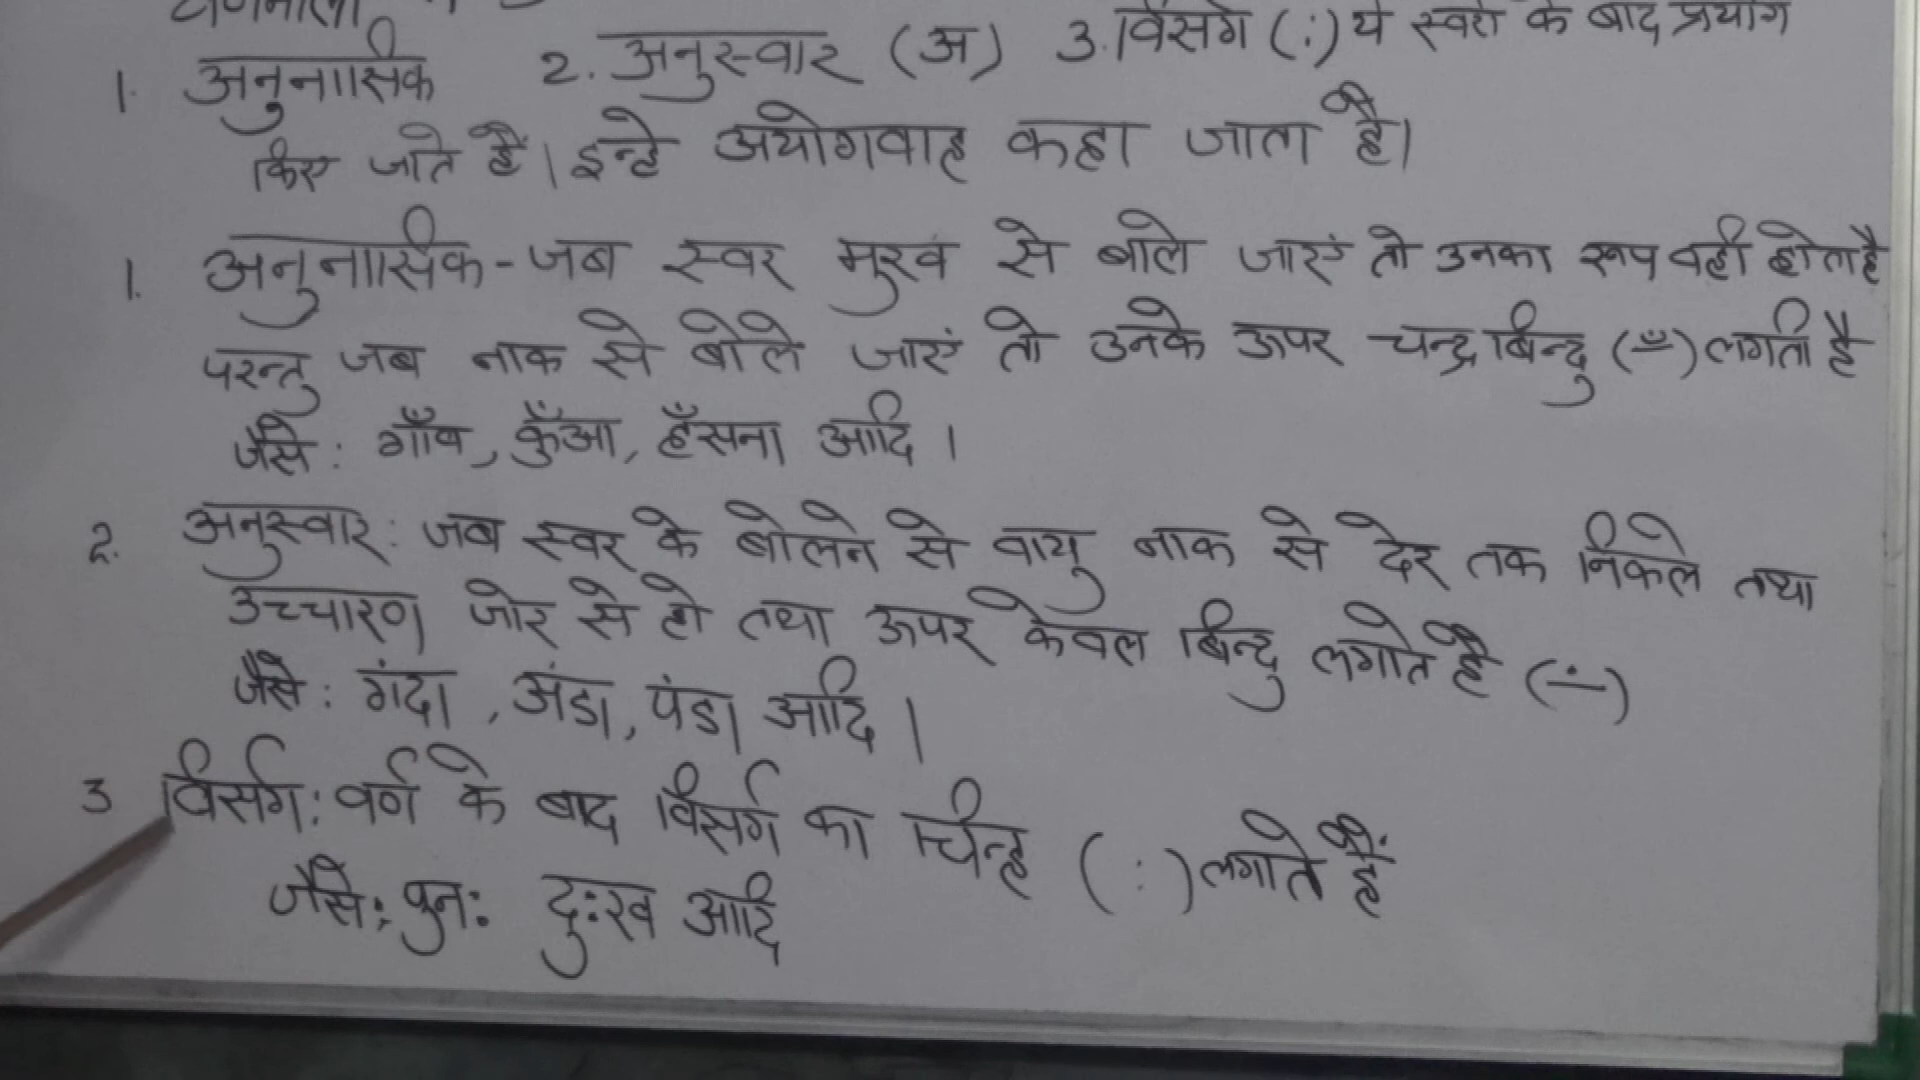 वर्णमाला
1. अनुनासिक 2. अनुस्वार (अ) 3. विसर्ग (:) ये स्वरों के बाद प्रयोग
किए जाते हैं। इन्हे अयोगवाह कहा जाता है।
1. अनुनासिक - जब स्वर मुख से बोले जाएं तो उनका रूप वही होता है
परन्तु जब नाक से बोले जाएं तो उनके ऊपर चन्द्रबिन्दु (ँ) लगती है
जैसे : गाँव, कुँआ, हँसना आदि ।
2. अनुस्वार : जब स्वर के बोलने से वायु नाक से देर तक निकले तथा
उच्चारण जोर से हो तथा ऊपर केवल बिन्दु लगाते है (ं)
जैसे : गंदा, अंडा, पंडा आदि ।
3 विसर्ग : वर्ण के बाद विसर्ग का चिन्ह ( : ) लगाते हैं
जैसे : पुनः दुःख आदि